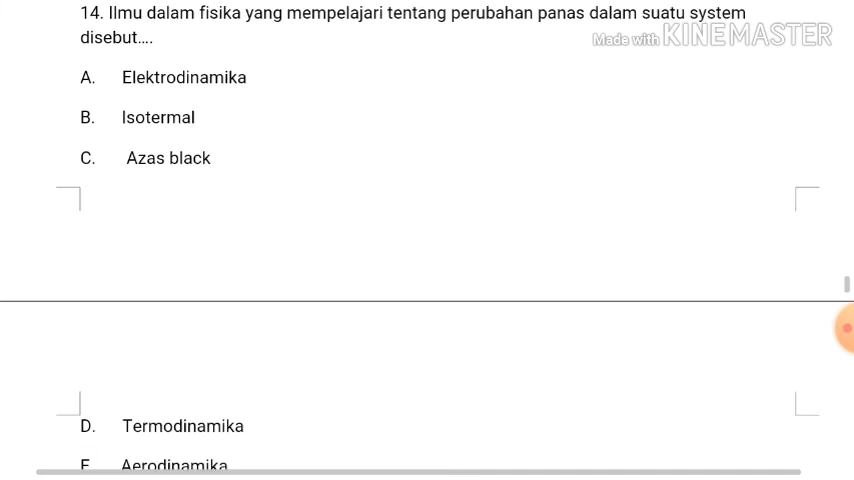 14. Ilmu dalam fisika yang mempelajari tentang perubahan panas dalam suatu system
disebut....
Made with KINEMASTER
A. Elektrodinamika
B. Isotermal
C. Azas black
D. Termodinamika
E Aerodinamika